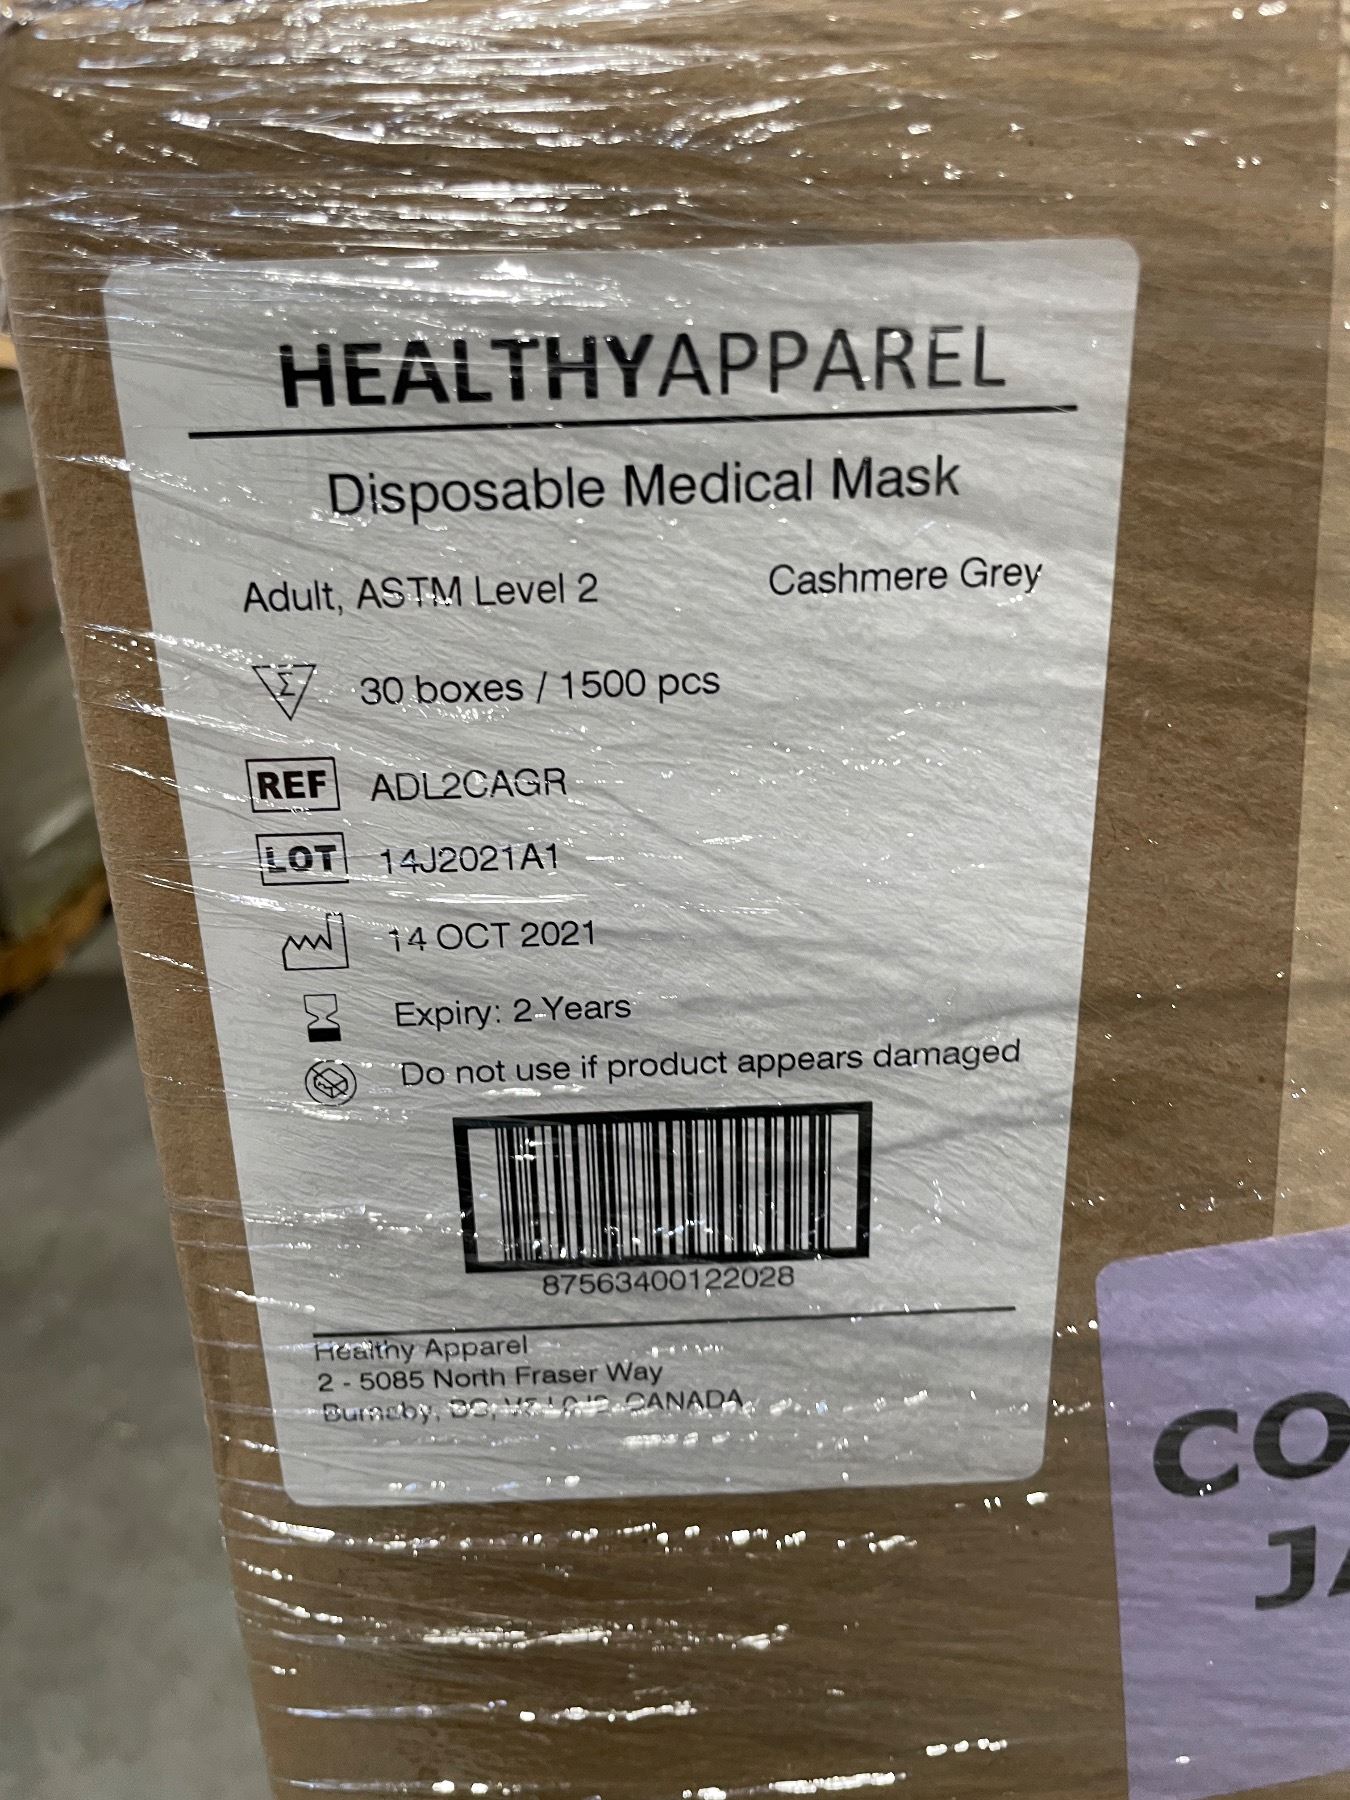 HEALTHYAPPAREL
Disposable Medical Mask
Adult, ASTM Level 2 Cashmere Grey
Σ 30 boxes / 1500 pcs
REF ADL2CAGR
LOT 14J2021A1
14 OCT 2021
Expiry: 2 Years
Do not use if product appears damaged
87563400122028
Healthy Apparel
2 - 5085 North Fraser Way
Burnaby, BC, CANADA
CO
JA